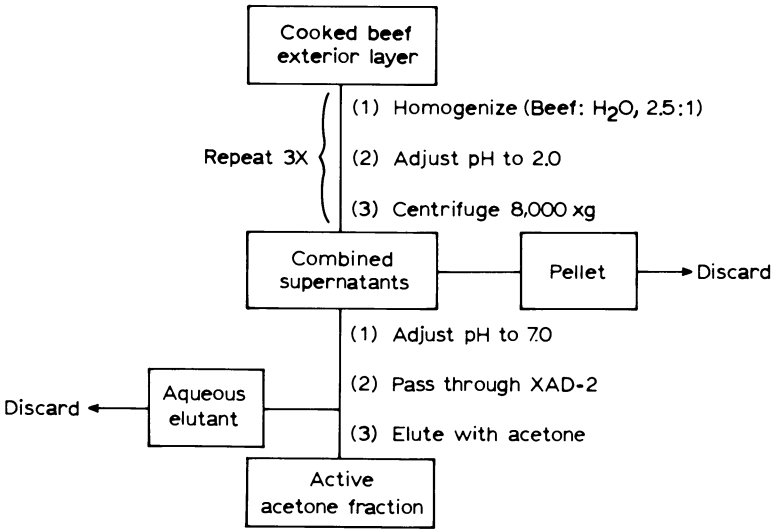 Cooked beef
exterior layer
(1) Homogenize (Beef: H₂O, 2.5:1)
Repeat 3X
(2) Adjust pH to 2.0
(3) Centrifuge 8,000 xg
Combined
supernatants
Pellet
Discard
(1) Adjust pH to 7.0
(2) Pass through XAD-2
Aqueous
elutant
Discard
(3) Elute with acetone
Active
acetone fraction